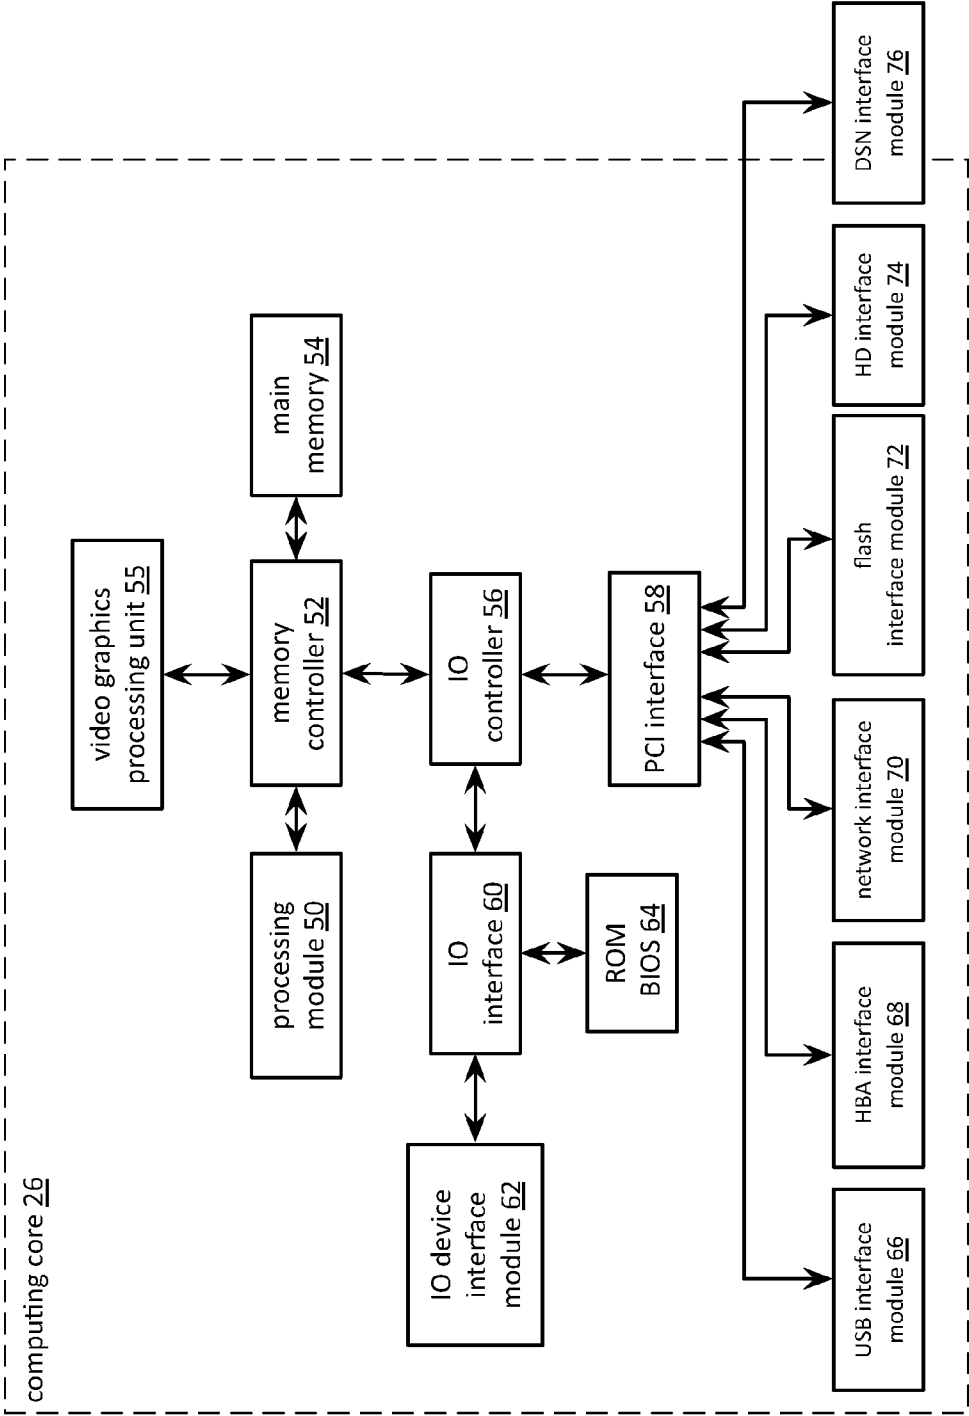 computing core 26
video graphics
processing unit 55
processing
module 50
memory
controller 52
main
memory 54
IO device
interface
module 62
IO
interface 60
IO
controller 56
ROM
BIOS 64
PCI interface 58
USB interface
module 66
HBA interface
module 68
network interface
module 70
flash
interface module 72
HD interface
module 74
DSN interface
module 76